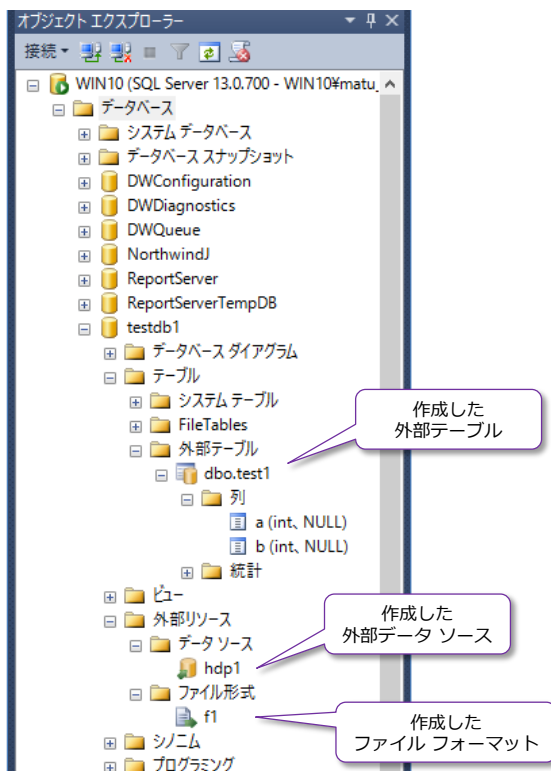 オブジェクト エクスプローラー
接続
WIN10 (SQL Server 13.0.700 - WIN10¥matu_
データベース
システム データベース
データベース スナップショット
DWConfiguration
DWDiagnostics
DWQueue
NorthwindJ
ReportServer
ReportServerTempDB
testdb1
データベース ダイアグラム
テーブル
システム テーブル
FileTables
外部テーブル
dbo.test1
列
a (int、NULL)
b (int、NULL)
統計
ビュー
外部リソース
データ ソース
hdp1
ファイル形式
f1
シノニム
プログラミング
作成した
外部テーブル
作成した
外部データ ソース
作成した
ファイル フォーマット